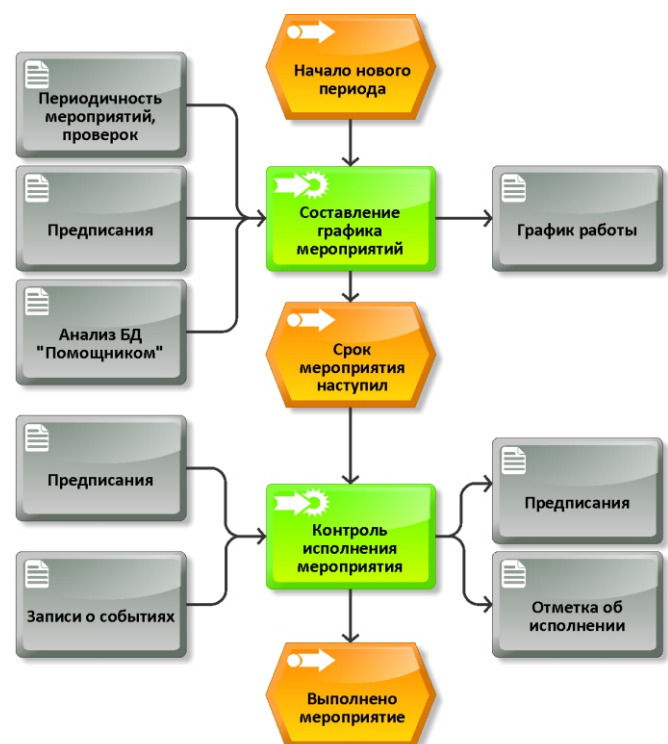 Начало нового
периода
Периодичность
мероприятий,
проверок
Предписания
Составление
графика
мероприятий
График работы
Анализ БД
"Помощником"
Срок
мероприятия
наступил
Предписания
Записи о событиях
Контроль
исполнения
мероприятия
Предписания
Отметка об
исполнении
Выполнено
мероприятие